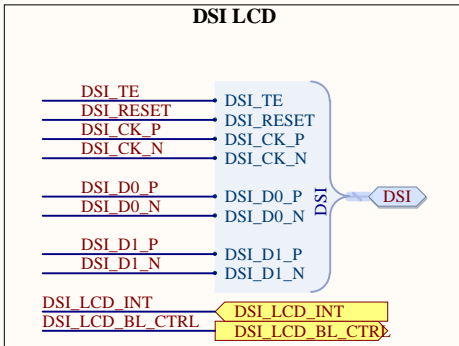 DSI LCD
DSI_TE DSI_TE
DSI_RESET DSI_RESET
DSI_CK_P DSI_CK_P
DSI_CK_N DSI_CK_N
DSI_D0_P DSI_D0_P
DSI_D0_N DSI_D0_N
DSI DSI
DSI_D1_P DSI_D1_P
DSI_D1_N DSI_D1_N
DSI_LCD_INT DSI_LCD_INT
DSI_LCD_BL_CTRL DSI_LCD_BL_CTRL